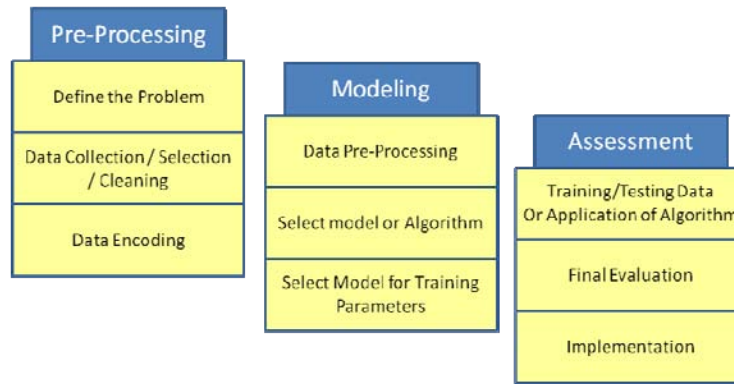 Pre-Processing
Define the Problem
Data Collection / Selection
/ Cleaning
Data Encoding
Modeling
Data Pre-Processing
Select model or Algorithm
Select Model for Training
Parameters
Assessment
Training/Testing Data
Or Application of Algorithm
Final Evaluation
Implementation